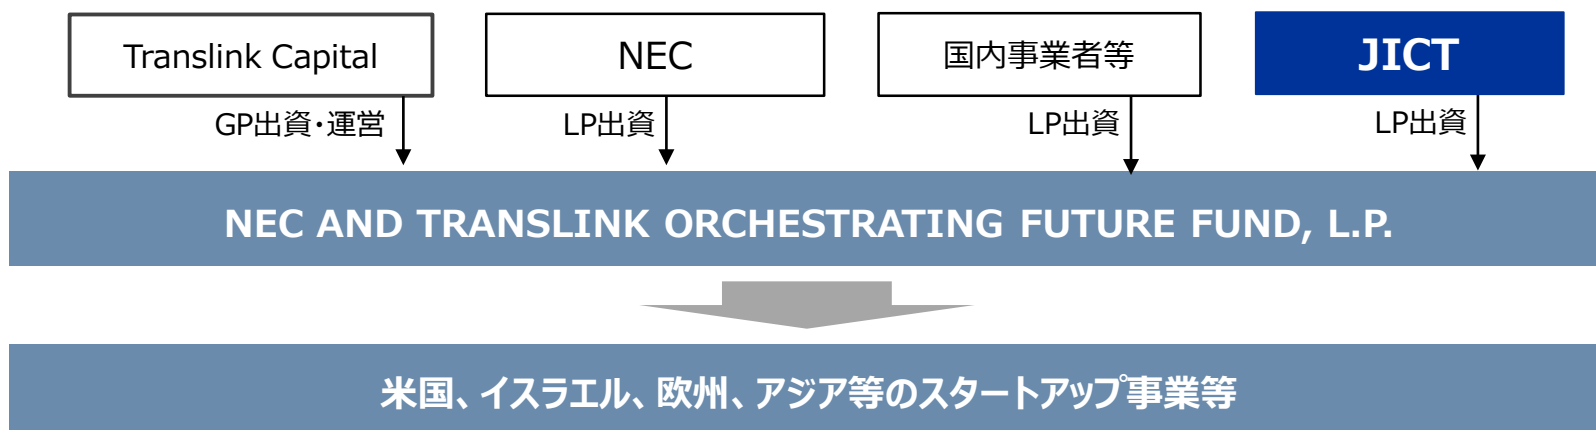 Translink Capital
NEC
国内事業者等
JICT
GP出資・運営
LP出資
LP出資
LP出資
NEC AND TRANSLINK ORCHESTRATING FUTURE FUND, L.P.
米国、イスラエル、欧州、アジア等のスタートアップ事業等